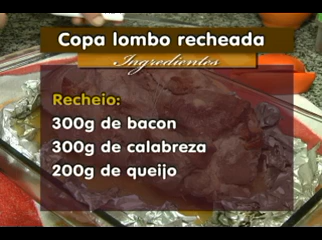 Copa lombo recheada
Ingredientes
Recheio:
300g de bacon
300g de calabreza
200g de queijo